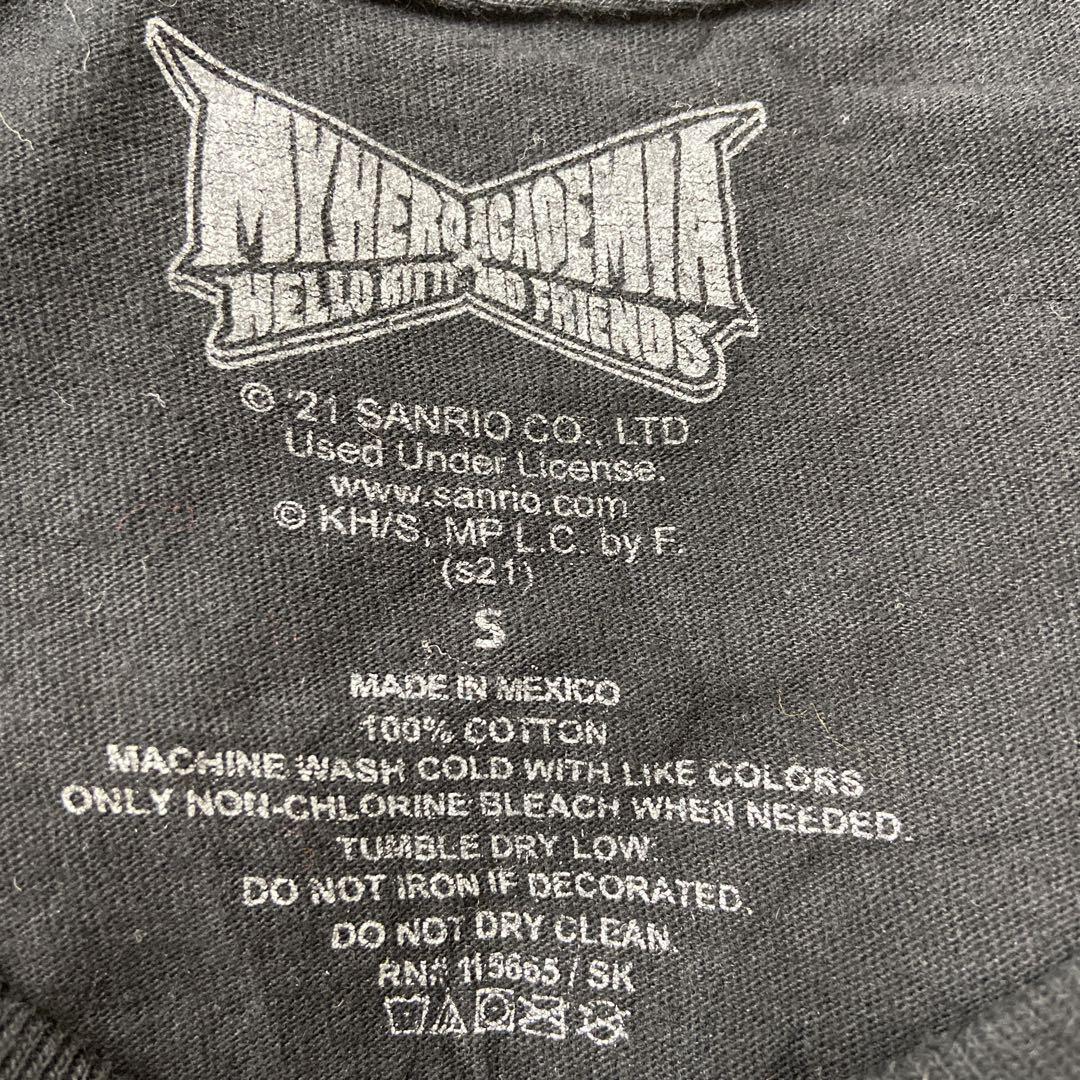 MY HERO ACADEMIA
HELLO KITTY AND FRIENDS
© '21 SANRIO CO., LTD.
Used Under License.
www.sanrio.com
© KH/S, MP L.C. by F.
(s21)
S
MADE IN MEXICO
100% COTTON
MACHINE WASH COLD WITH LIKE COLORS
ONLY NON-CHLORINE BLEACH WHEN NEEDED.
TUMBLE DRY LOW.
DO NOT IRON IF DECORATED.
DO NOT DRY CLEAN.
RN# 115665 / SK